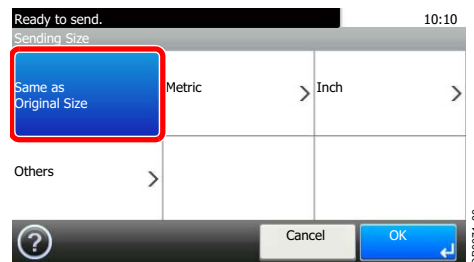 Ready to send.
10:10
Sending Size
Same as
Original Size
Metric
Inch
Others
?
Cancel
OK